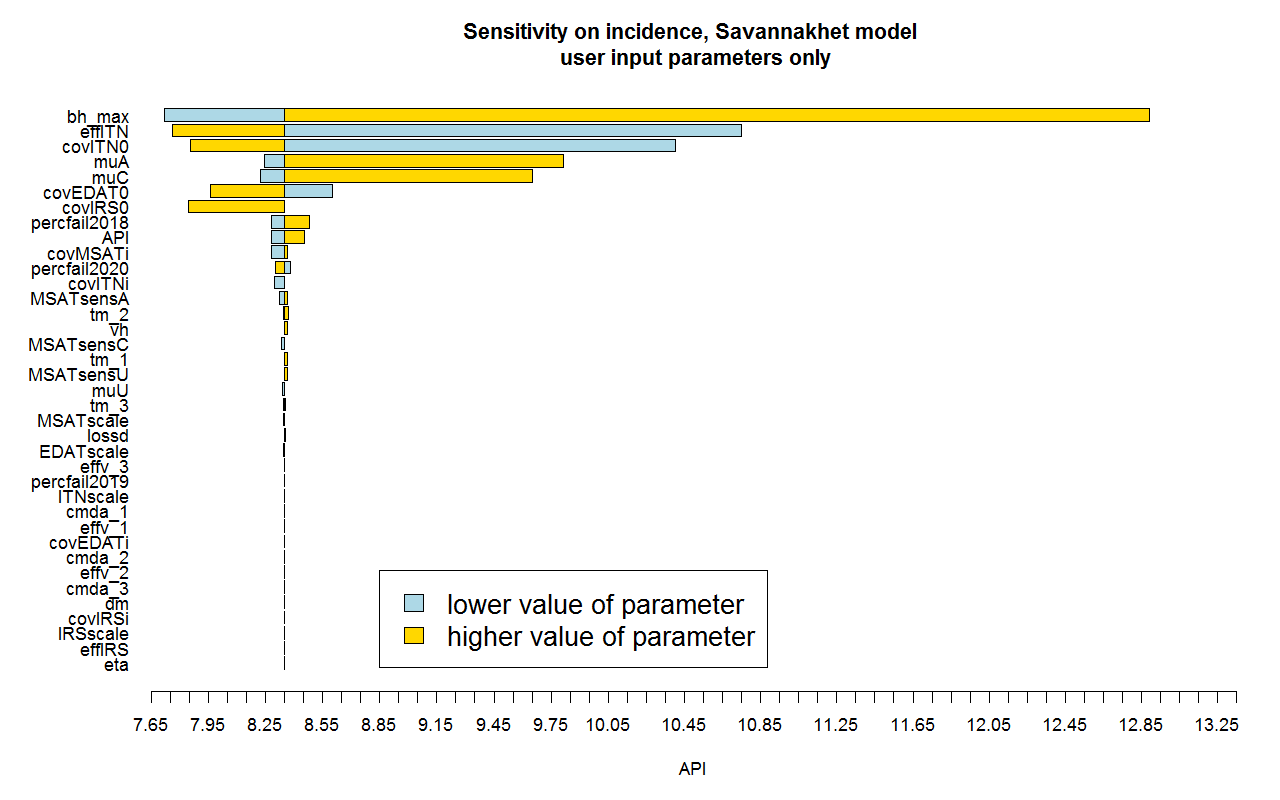 Sensitivity on incidence, Savannakhet model
user input parameters only
bh_max
effITN
covITN0
muA
muC
covEDAT0
covIRS0
percfail2018
API
covMSATi
percfail2020
covITNi
MSATsensA
tm_2
vh
MSATsensC
tm_1
MSATsensU
muU
tm_3
MSATscale
lossd
EDATscale
effv_3
percfail2019
ITNscale
cmda_1
effv_1
covEDATi
cmda_2
effv_2
cmda_3
dm
covIRSi
IRSscale
effIRS
eta
lower value of parameter
higher value of parameter
7.65 7.95 8.25 8.55 8.85 9.15 9.45 9.75 10.05 10.45 10.85 11.25 11.65 12.05 12.45 12.85 13.25
API